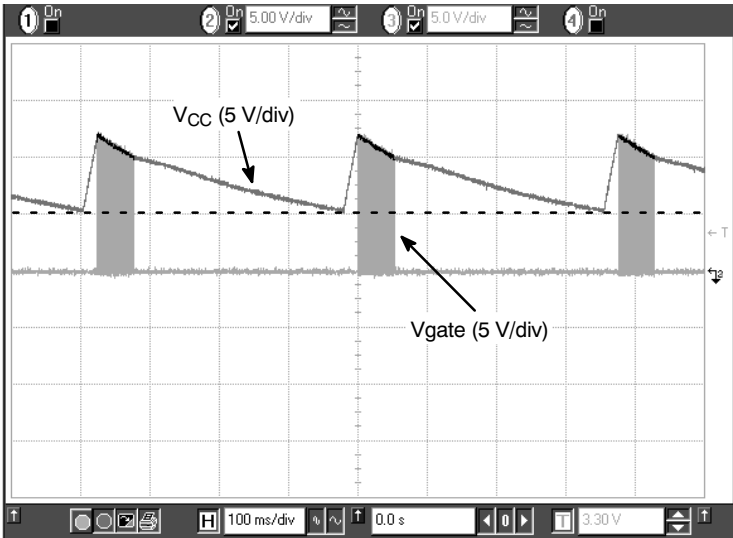 1 On 2 On 5.00 V/div 3 On 5.0 V/div 4 On
VCC (5 V/div)
T
Vgate (5 V/div)
H 100 ms/div 0.0 s 0 T 3.30 V